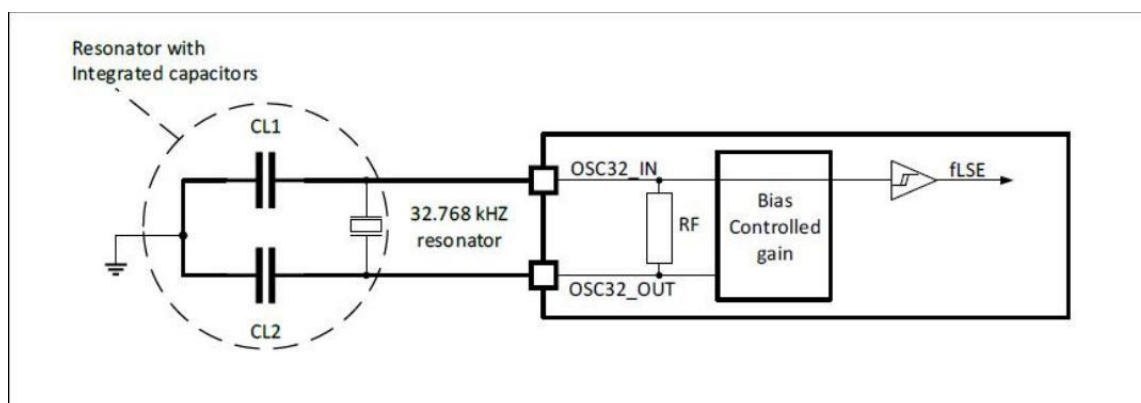 Resonator with
Integrated capacitors
CL1
OSC32_IN
fLSE
32.768 kHZ
resonator
RF
Bias
Controlled
gain
OSC32_OUT
CL2